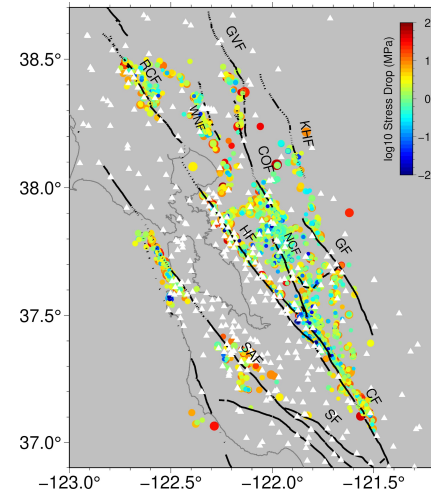 38.5°
38.0°
37.5°
37.0°
-123.0°
-122.5°
-122.0°
-121.5°
GVF
RCF
WNF
KHF
COF
HF
NCF
GF
SAF
SF
CF
2
1
0
-1
-2
log10 Stress Drop (MPa)